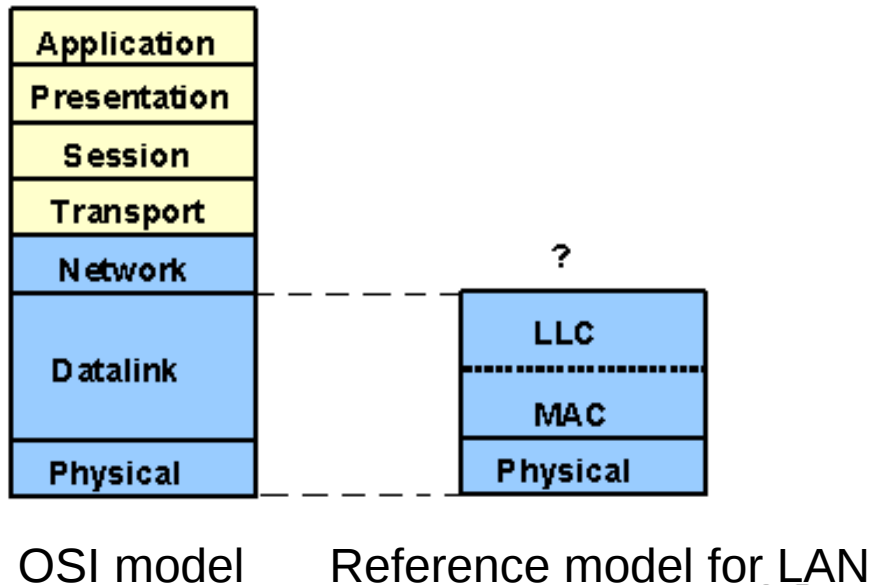 Application
Presentation
Session
Transport
Network
Datalink
Physical
?
LLC
MAC
Physical
OSI model
Reference model for LAN